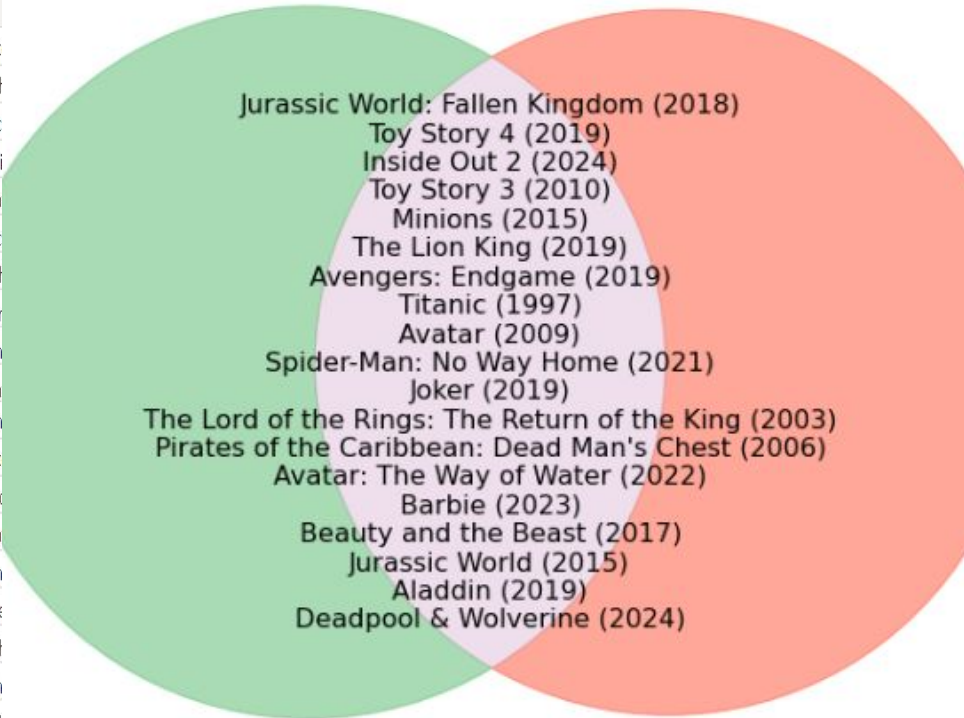 Jurassic World: Fallen Kingdom (2018)
Toy Story 4 (2019)
Inside Out 2 (2024)
Toy Story 3 (2010)
Minions (2015)
The Lion King (2019)
Avengers: Endgame (2019)
Titanic (1997)
Avatar (2009)
Spider-Man: No Way Home (2021)
Joker (2019)
The Lord of the Rings: The Return of the King (2003)
Pirates of the Caribbean: Dead Man's Chest (2006)
Avatar: The Way of Water (2022)
Barbie (2023)
Beauty and the Beast (2017)
Jurassic World (2015)
Aladdin (2019)
Deadpool & Wolverine (2024)